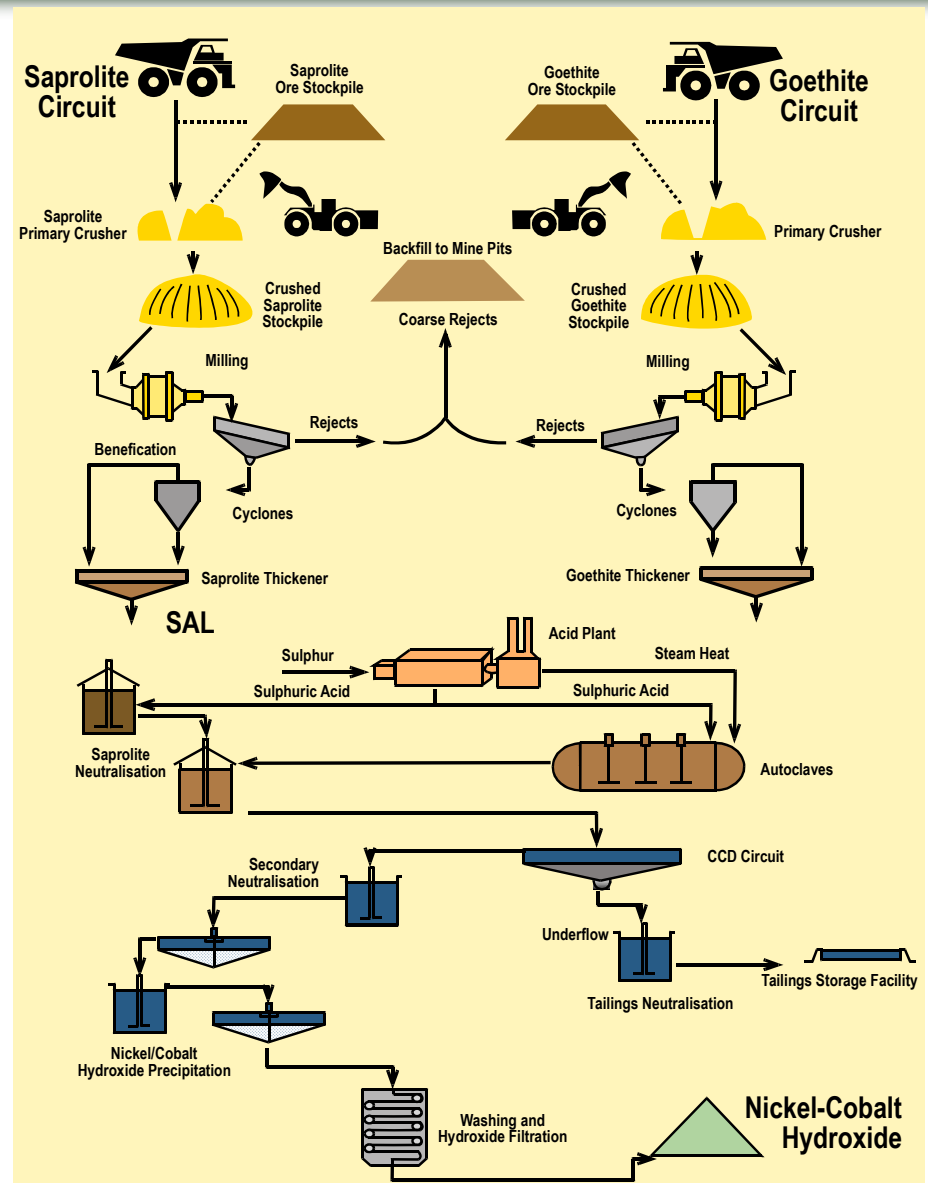 Saprolite
Circuit
Saprolite
Ore Stockpile
Goethite
Ore Stockpile
Goethite
Circuit
Saprolite
Primary Crusher
Primary Crusher
Backfill to Mine Pits
Crushed
Saprolite
Stockpile
Coarse Rejects
Crushed
Goethite
Stockpile
Milling
Milling
Rejects
Rejects
Benefication
Cyclones
Cyclones
Saprolite Thickener
Goethite Thickener
SAL
Acid Plant
Sulphur
Steam Heat
Sulphuric Acid
Sulphuric Acid
Saprolite
Neutralisation
Autoclaves
CCD Circuit
Secondary
Neutralisation
Underflow
Tailings Storage Facility
Tailings Neutralisation
Nickel/Cobalt
Hydroxide Precipitation
Washing and
Hydroxide Filtration
Nickel-Cobalt
Hydroxide